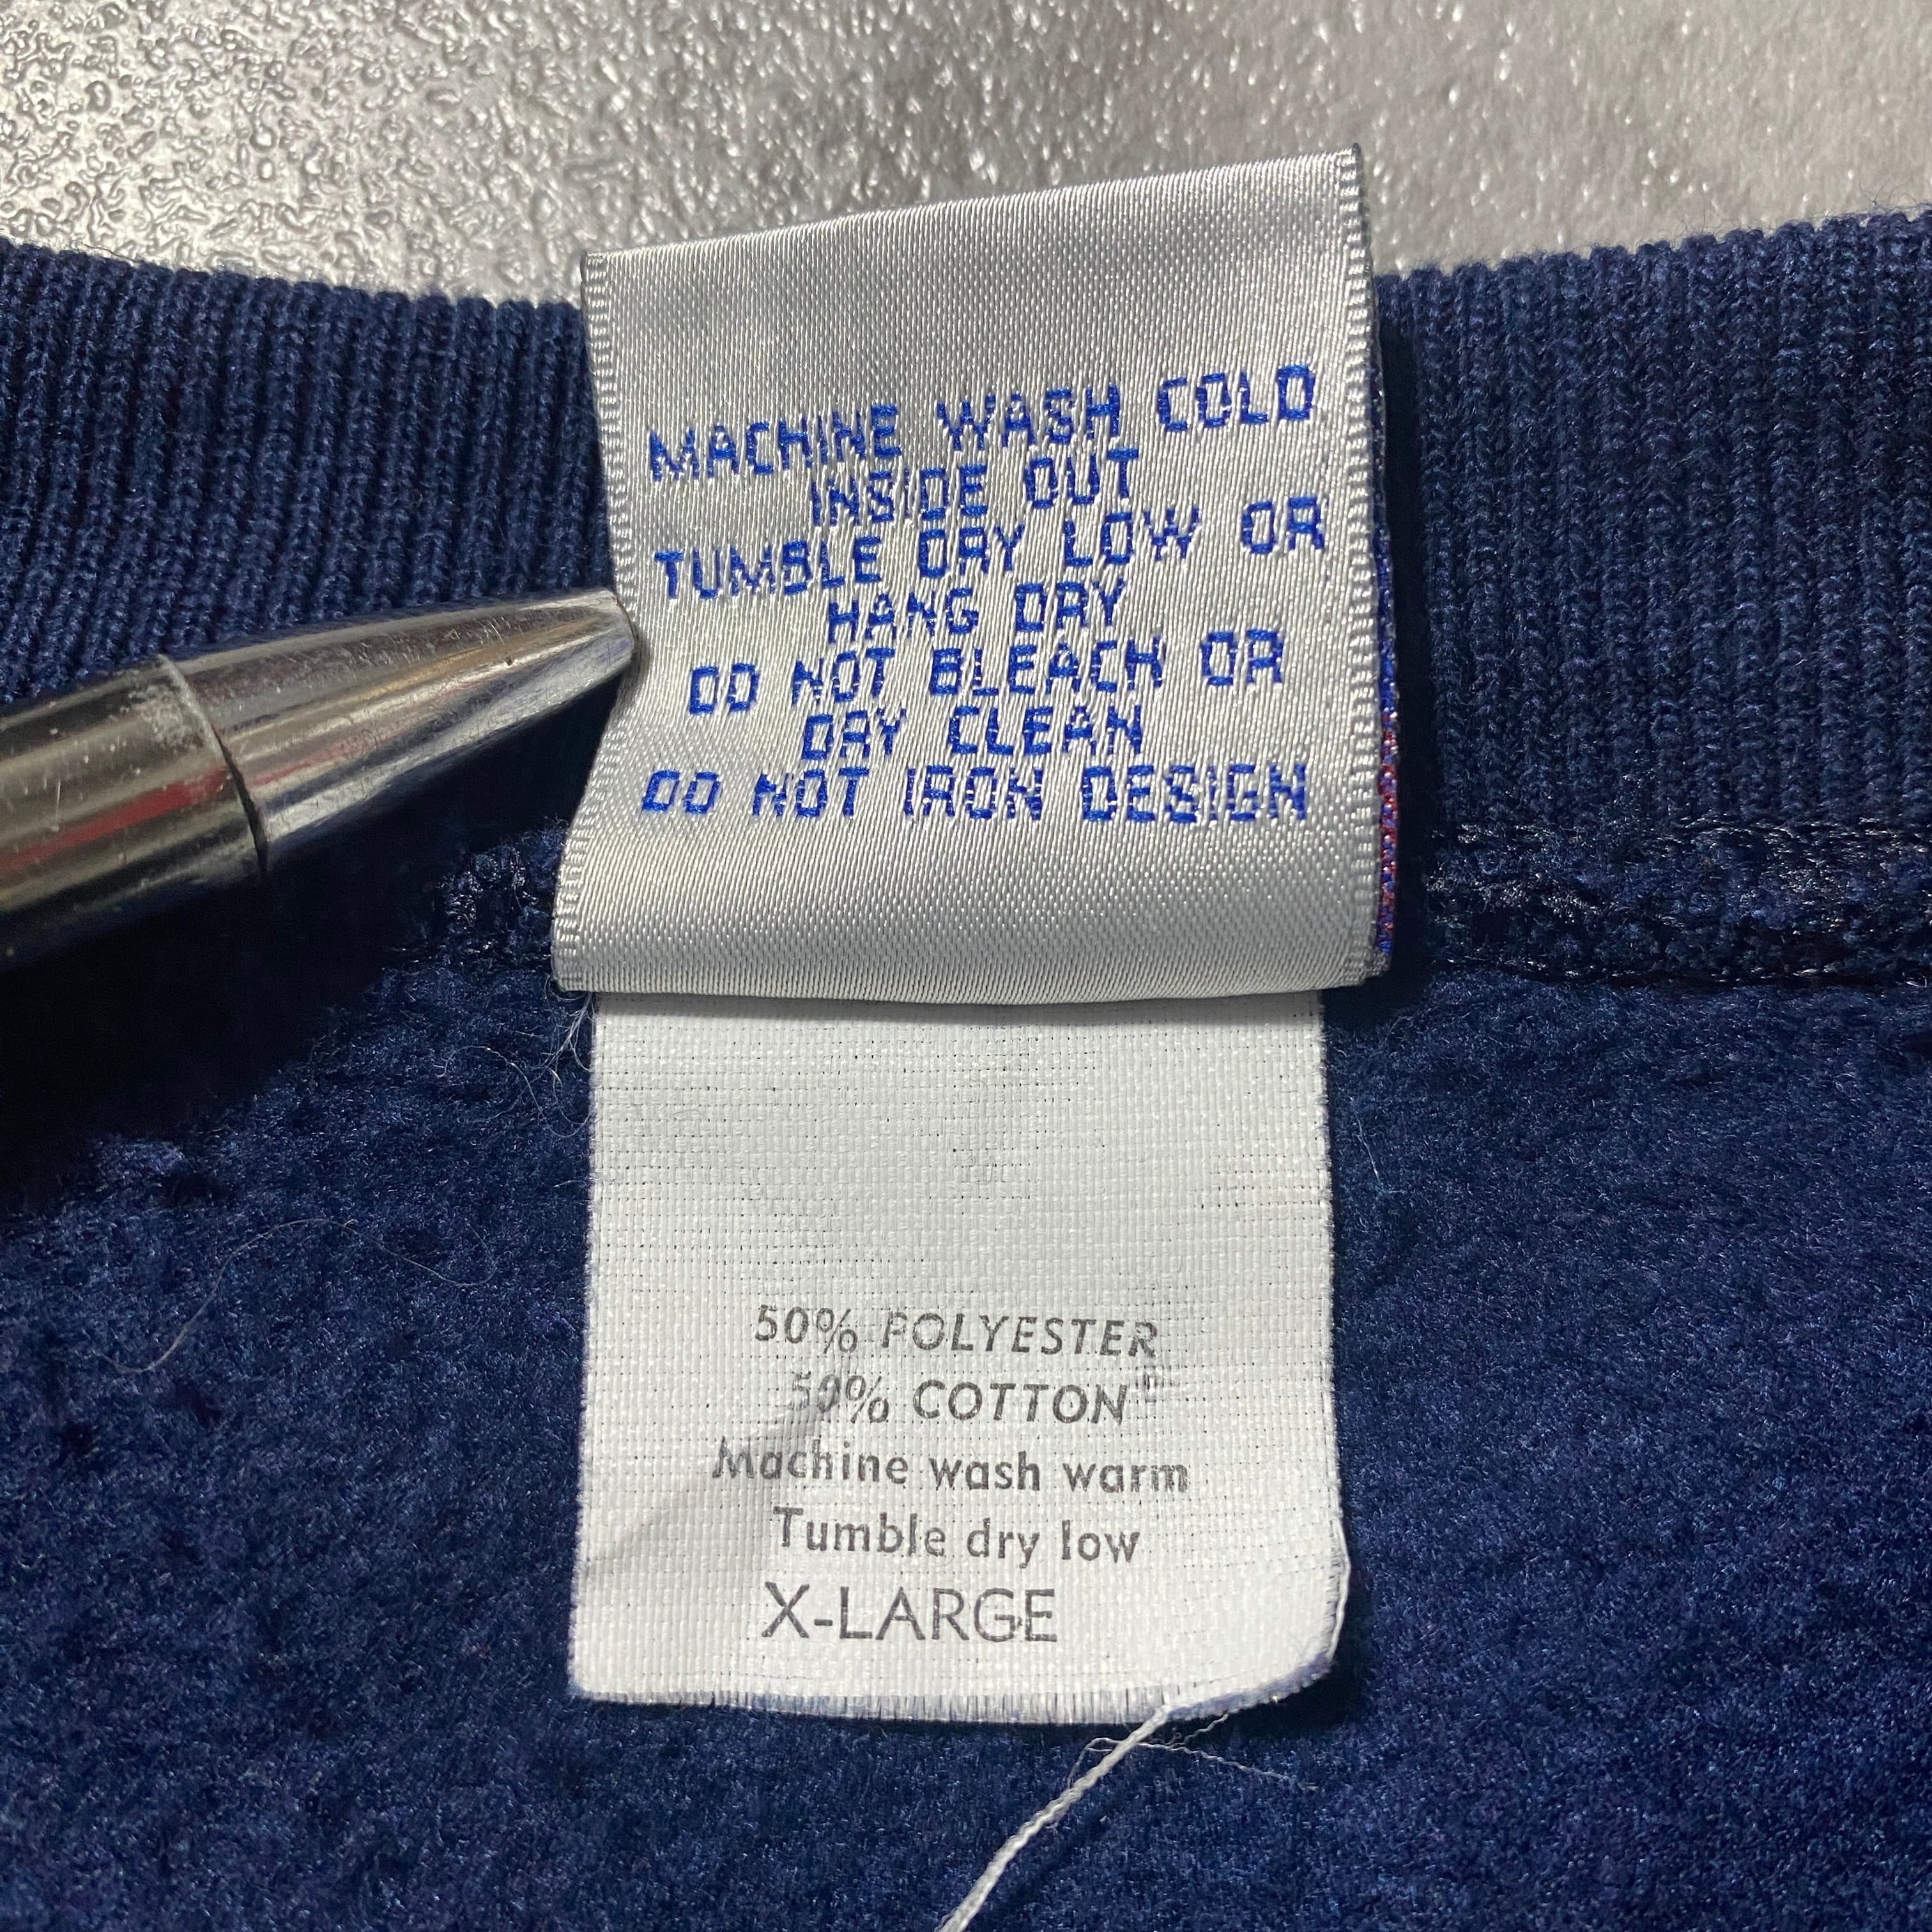 MACHINE WASH COLD
INSIDE OUT
TUMBLE DRY LOW OR
HANG DRY
DO NOT BLEACH OR
DRY CLEAN
DO NOT IRON DESIGN
50% POLYESTER
50% COTTON
Machine wash warm
Tumble dry low
X-LARGE